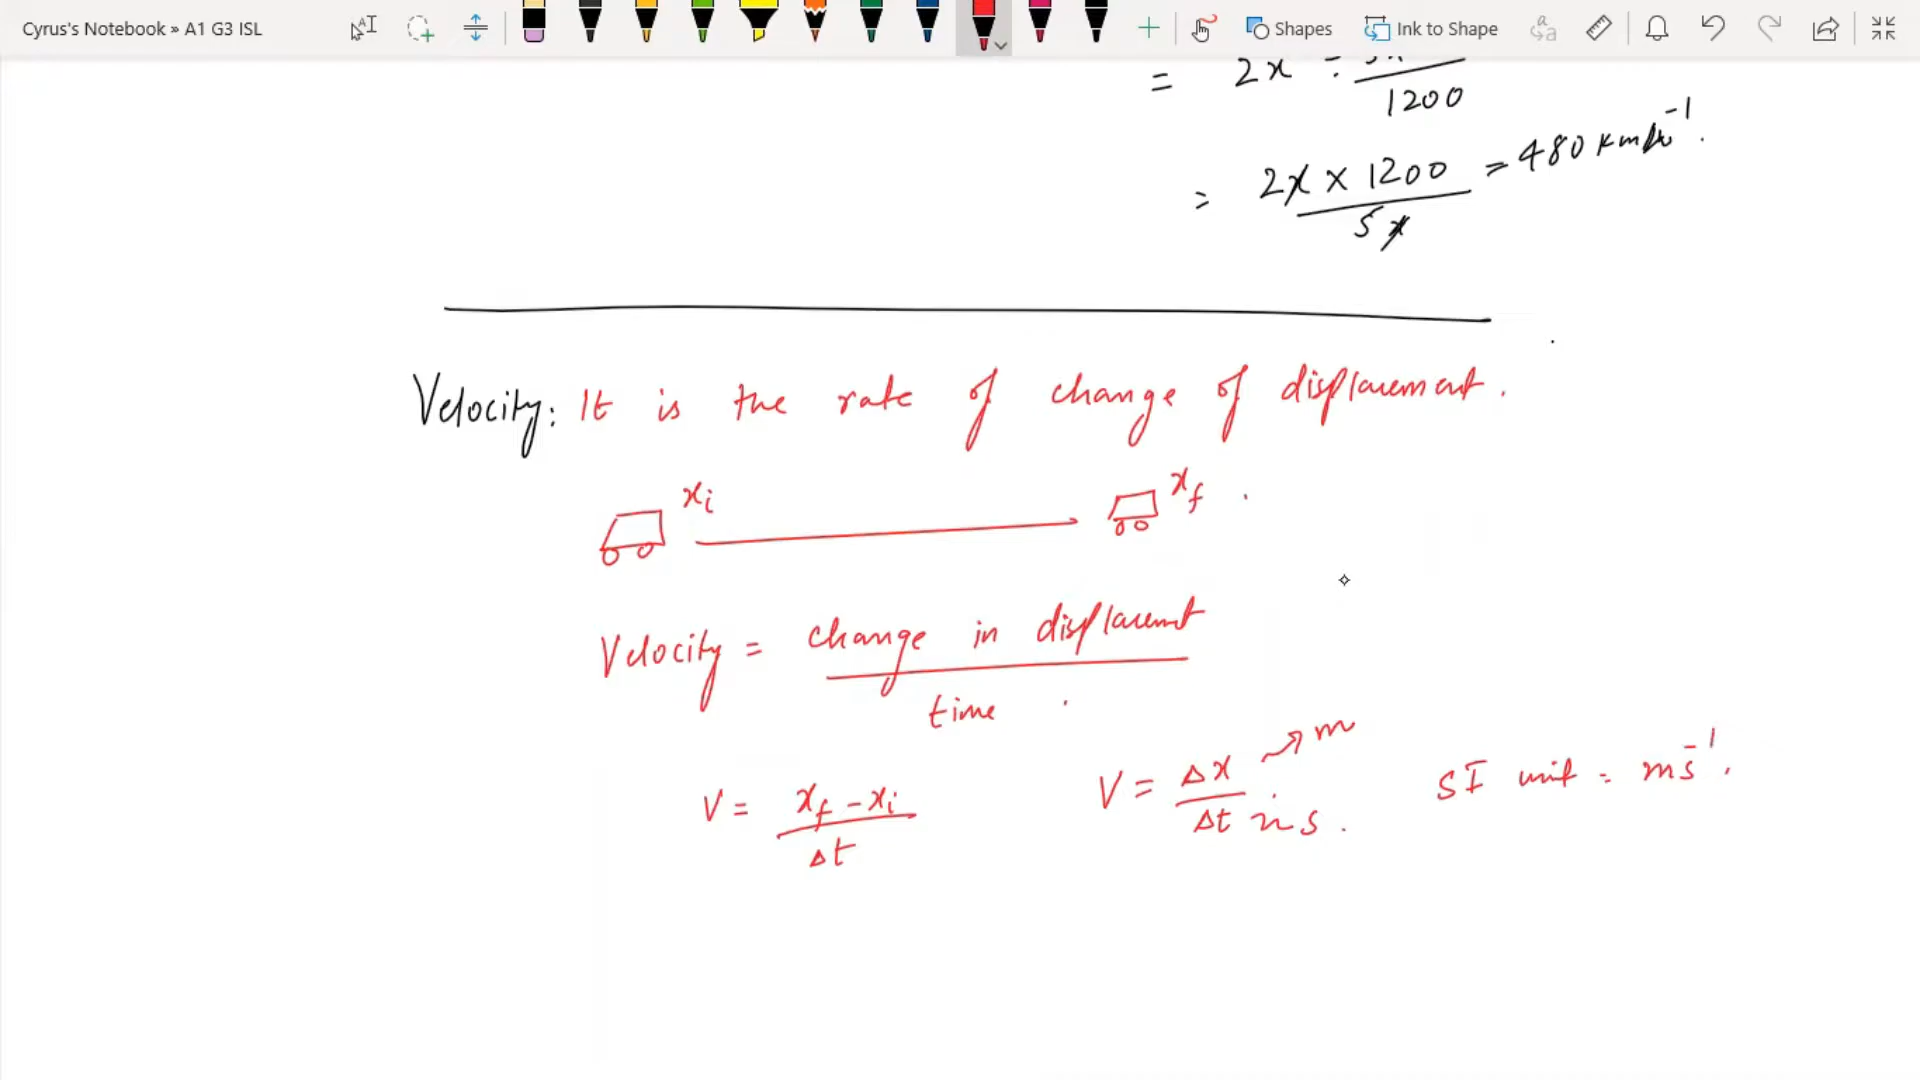 Cyrus's Notebook » A1 G3 ISL
Shapes
Ink to Shape
= 2x ÷ 5x/1200
= 2x × 1200/5x = 480 kmh⁻¹.
Velocity: It is the rate of change of displacement.
xi
xf
Velocity = change in displacement/time
V = xf - xi/Δt
V = Δx/Δt → m
in s.
SI unit = ms⁻¹.